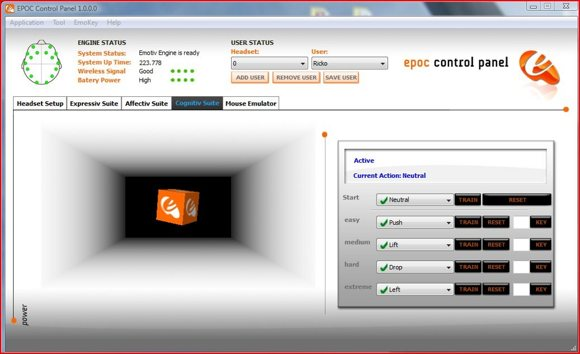 EPOC Control Panel 1.0.0.0
Application Tool EmoKey Help
ENGINE STATUS
System Status: Emotiv Engine is ready
System Up Time: 223.778
Wireless Signal Good
Batery Power High
USER STATUS
Headset: User:
0 Ricko
ADD USER REMOVE USER SAVE USER
epoc control panel
Headset Setup Expressiv Suite Affectiv Suite Cognitiv Suite Mouse Emulator
Active
Current Action: Neutral
Start Neutral TRAIN RESET
easy Push TRAIN RESET KEY
medium Lift TRAIN RESET KEY
hard Drop TRAIN RESET KEY
extreme Left TRAIN RESET KEY
power